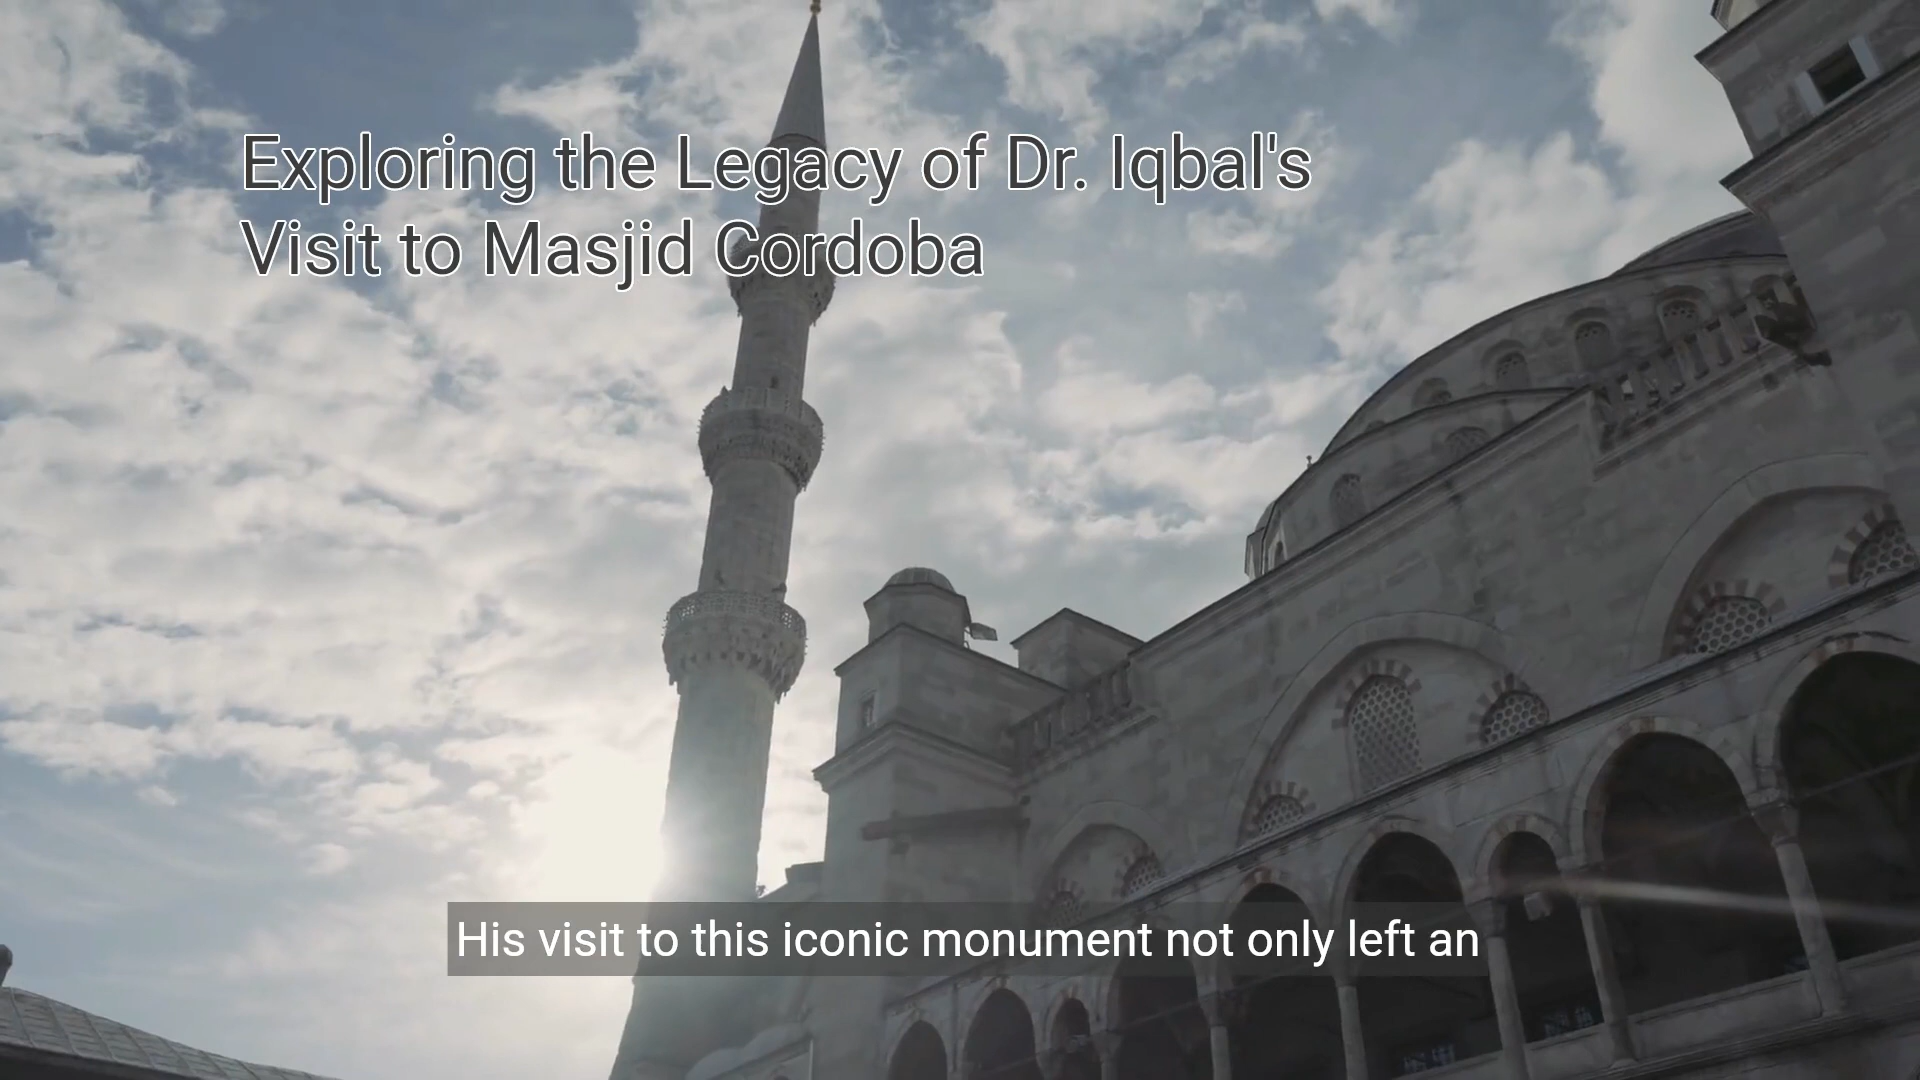 Exploring the Legacy of Dr. Iqbal's
Visit to Masjid Cordoba
His visit to this iconic monument not only left an